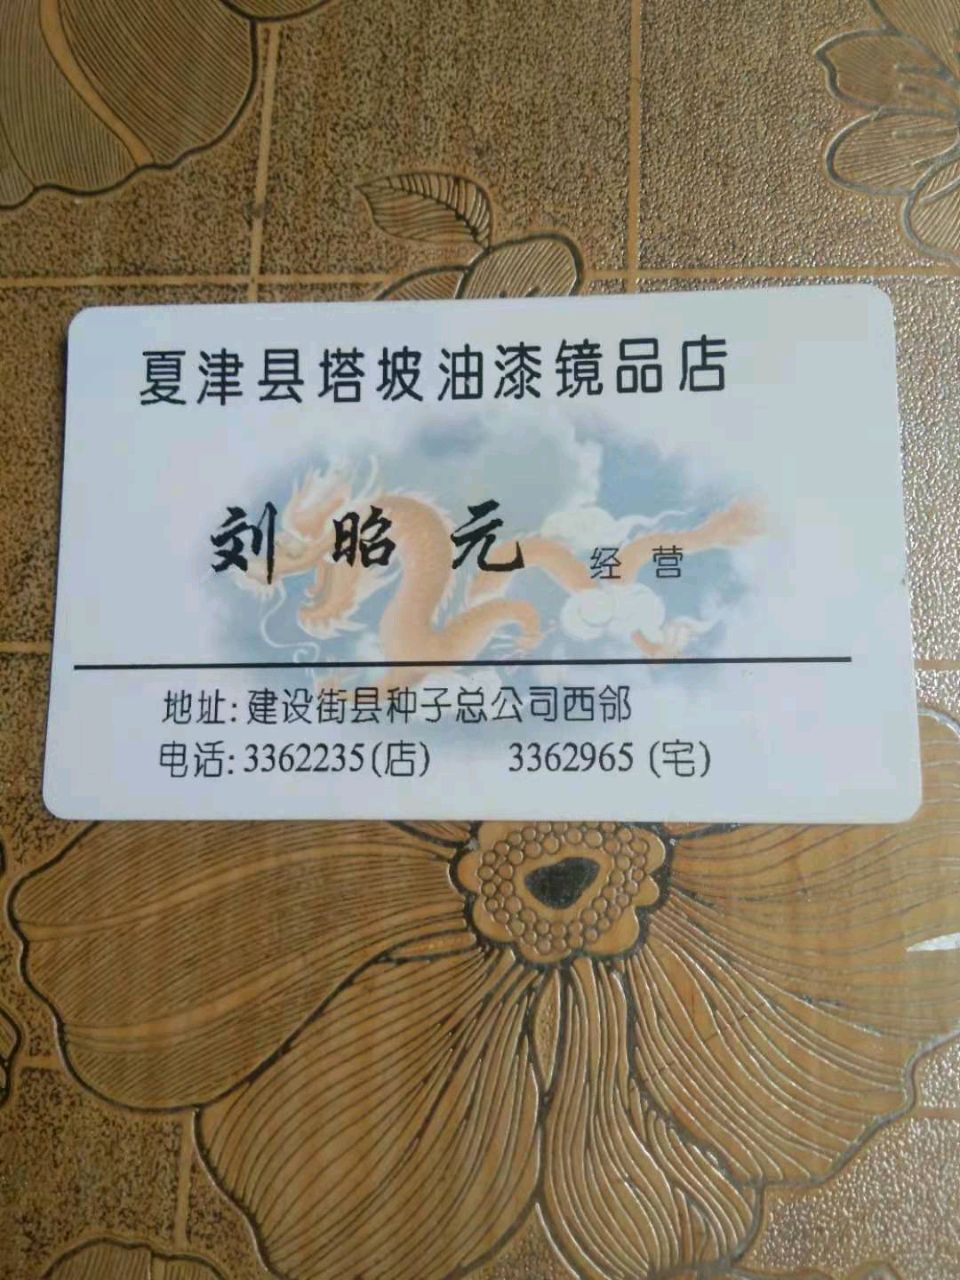 夏津县塔坡油漆镜品店
刘昭元 经营
地址:建设街县种子总公司西邻
电话:3362235(店) 3362965 (宅)